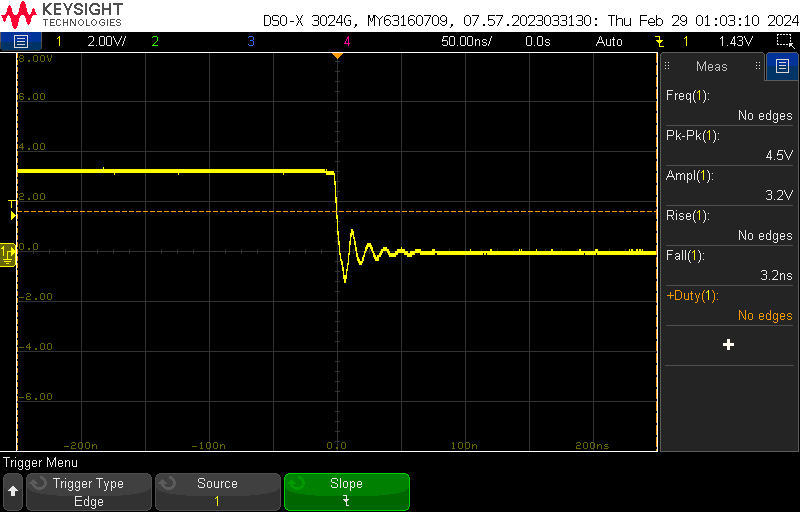 KEYSIGHT
TECHNOLOGIES
DSO-X 3024G, MY63160709, 07.57.2023033130: Thu Feb 29 01:03:10 2024
1 2.00V/ 2 3 4 50.00ns/ 0.0s Auto 1 1.43V
8.00V
6.00
4.00
2.00
0.0
-2.00
-4.00
-6.00
T
1
-200n -100n 0.0 100n 200ns
Meas
Freq(1):
No edges
Pk-Pk(1):
4.5V
Ampl(1):
3.2V
Rise(1):
No edges
Fall(1):
3.2ns
+Duty(1):
No edges
Trigger Menu
Trigger Type
Edge
Source
1
Slope